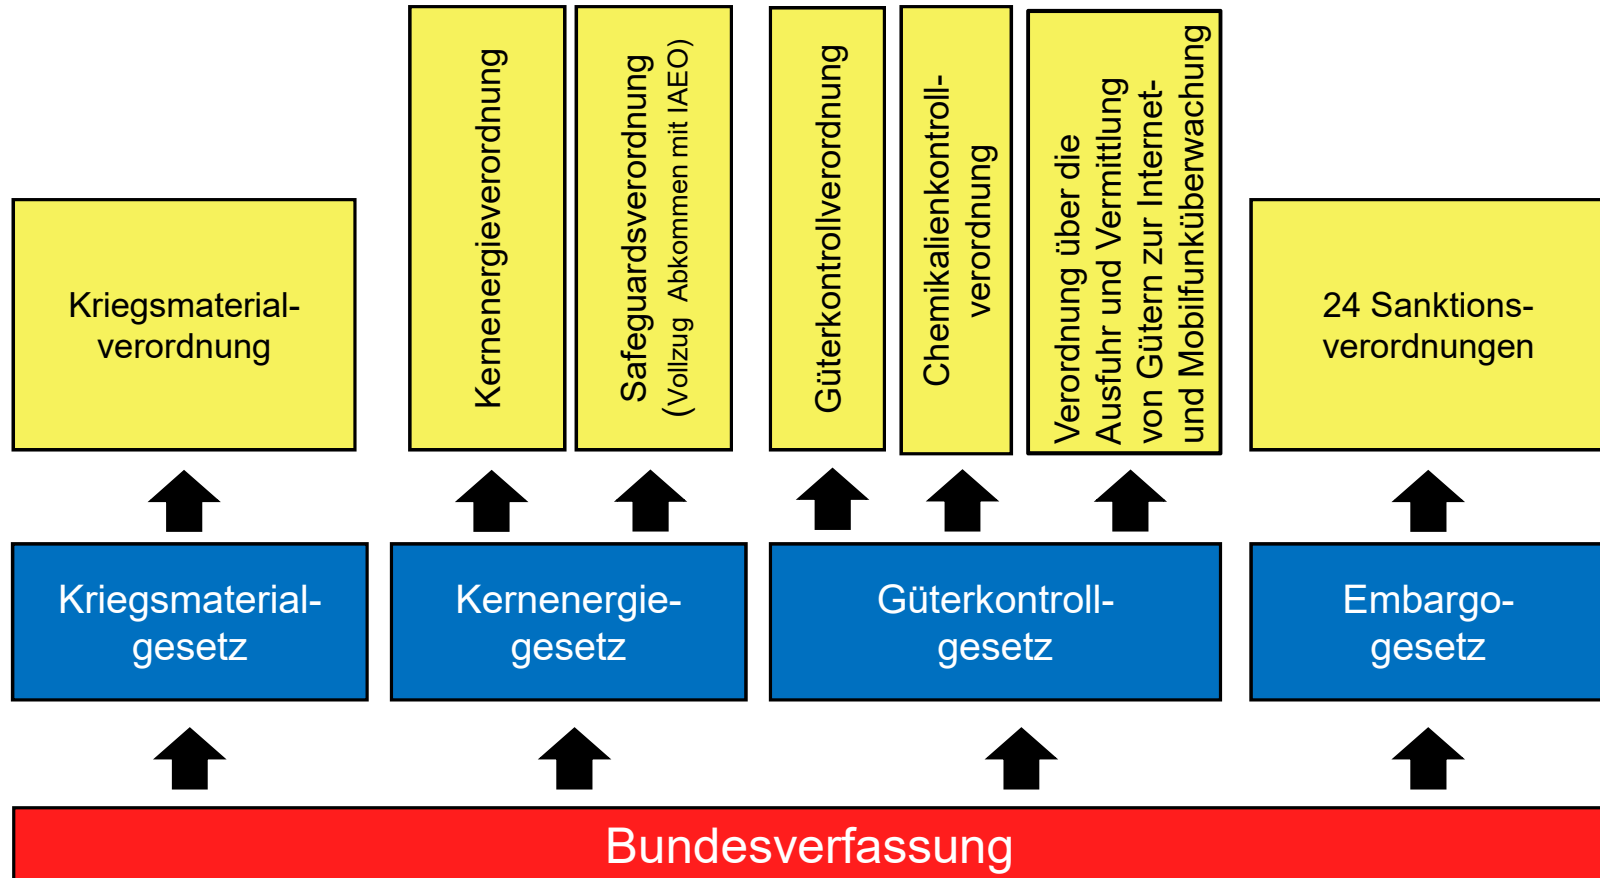 Kriegsmaterial-
verordnung
Kernenergieverordnung
Safeguardsverordnung
(Vollzug Abkommen mit IAEO)
Güterkontrollverordnung
Chemikalienkontroll-
verordnung
Verordnung über die
Ausfuhr und Vermittlung
von Gütern zur Internet-
und Mobilfunküberwachung
24 Sanktions-
verordnungen
Kriegsmaterial-
gesetz
Kernenergie-
gesetz
Güterkontroll-
gesetz
Embargo-
gesetz
Bundesverfassung